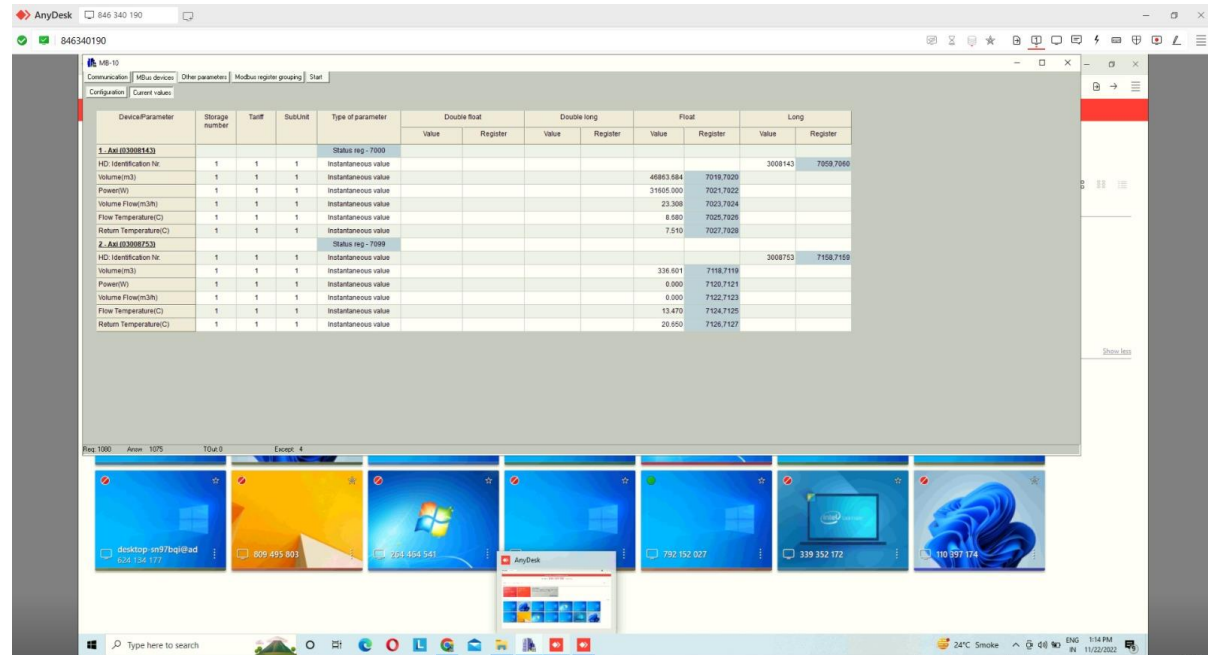 AnyDesk 846 340 190
846340190
MB-10
Communication MBus devices Other parameters Modbus register grouping Start
Configuration Current values
Device/Parameter Storage number Tariff SubUnit Type of parameter Double float Double long Float Long
Value Register Value Register Value Register Value Register
1 - Axi (03008143) Status reg - 7000
HD: Identification Nr. 1 1 1 Instantaneous value 3008143 7059,7060
Volume(m3) 1 1 1 Instantaneous value 46863.684 7019,7020
Power(W) 1 1 1 Instantaneous value 31605.000 7021,7022
Volume Flow(m3/h) 1 1 1 Instantaneous value 23.308 7023,7024
Flow Temperature(C) 1 1 1 Instantaneous value 8.680 7025,7026
Return Temperature(C) 1 1 1 Instantaneous value 7.510 7027,7028
2 - Axi (03008753) Status reg - 7099
HD: Identification Nr. 1 1 1 Instantaneous value 3008753 7158,7159
Volume(m3) 1 1 1 Instantaneous value 336.601 7118,7119
Power(W) 1 1 1 Instantaneous value 0.000 7120,7121
Volume Flow(m3/h) 1 1 1 Instantaneous value 0.000 7122,7123
Flow Temperature(C) 1 1 1 Instantaneous value 13.470 7124,7125
Return Temperature(C) 1 1 1 Instantaneous value 20.650 7126,7127
Show less
Req: 1080 Answ: 1075 TOut: 0 Except: 4
desktop-sn97bqi@ad
624 134 177
809 495 803
264 464 541
792 152 027
339 352 172
110 397 174
AnyDesk
Type here to search
24°C Smoke
ENG 1:14 PM
IN 11/22/2022